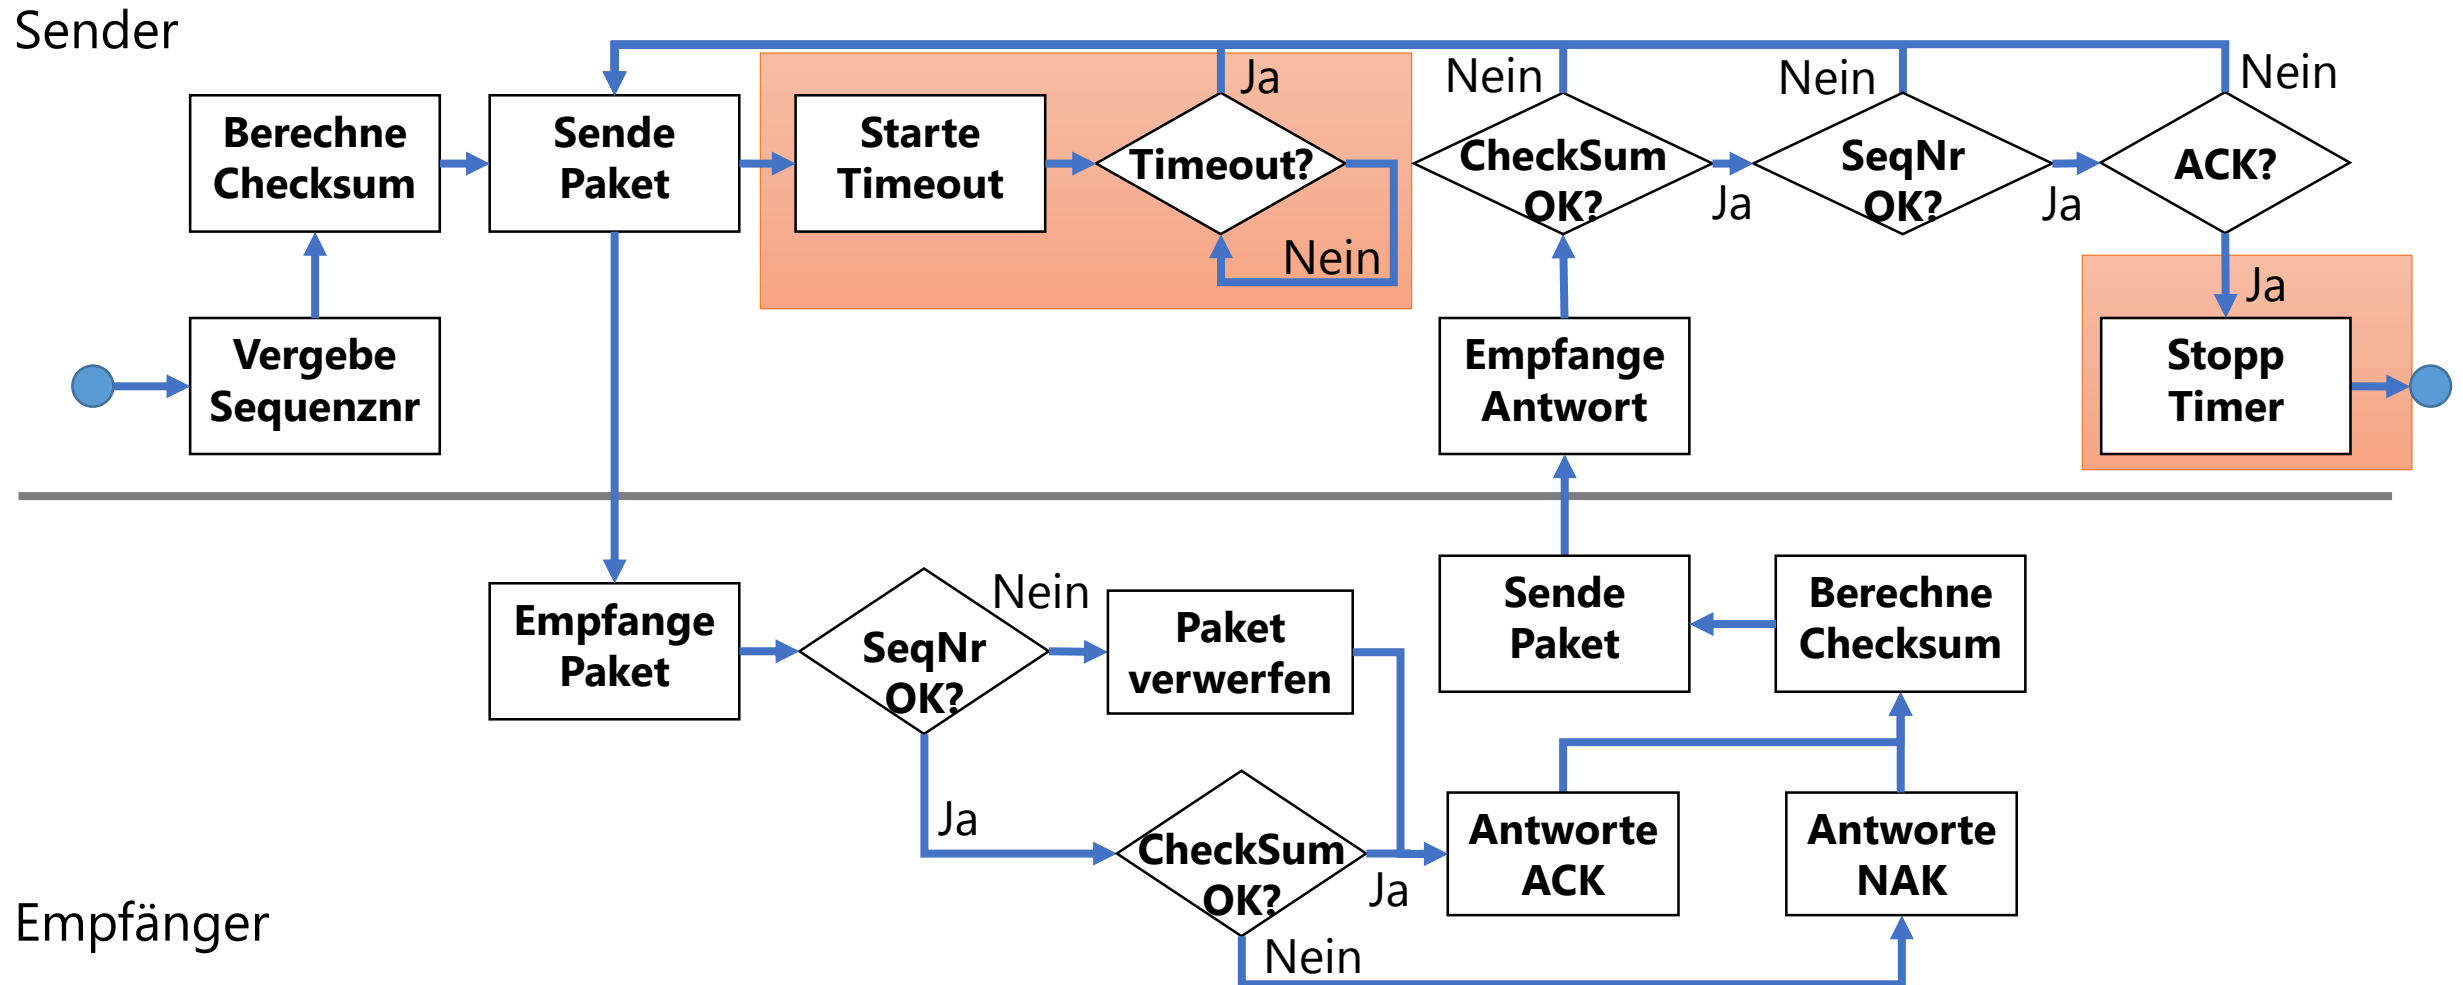 Sender
Berechne
Checksum
Sende
Paket
Starte
Timeout
Timeout?
Ja
Nein
CheckSum
OK?
Nein
Ja
SeqNr
OK?
Nein
Ja
ACK?
Nein
Ja
Vergebe
Sequenznr
Empfange
Antwort
Stopp
Timer
Empfange
Paket
SeqNr
OK?
Nein
Ja
Paket
verwerfen
Sende
Paket
Berechne
Checksum
CheckSum
OK?
Ja
Nein
Antworte
ACK
Antworte
NAK
Empfänger